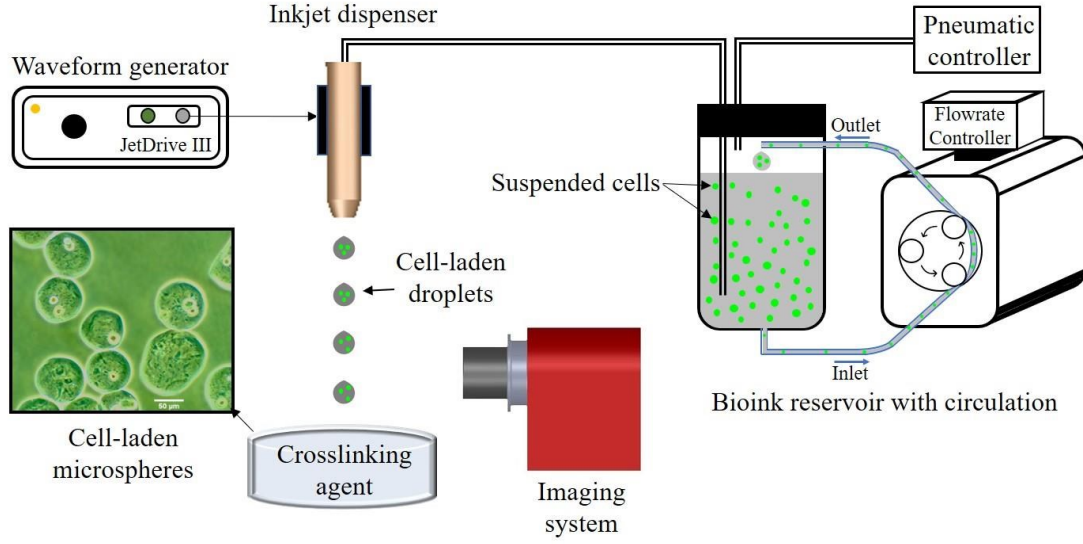 Inkjet dispenser
Waveform generator
JetDrive III
Pneumatic
controller
Flowrate
Controller
Outlet
Suspended cells
Cell-laden
droplets
50 µm
Inlet
Bioink reservoir with circulation
Cell-laden
microspheres
Crosslinking
agent
Imaging
system